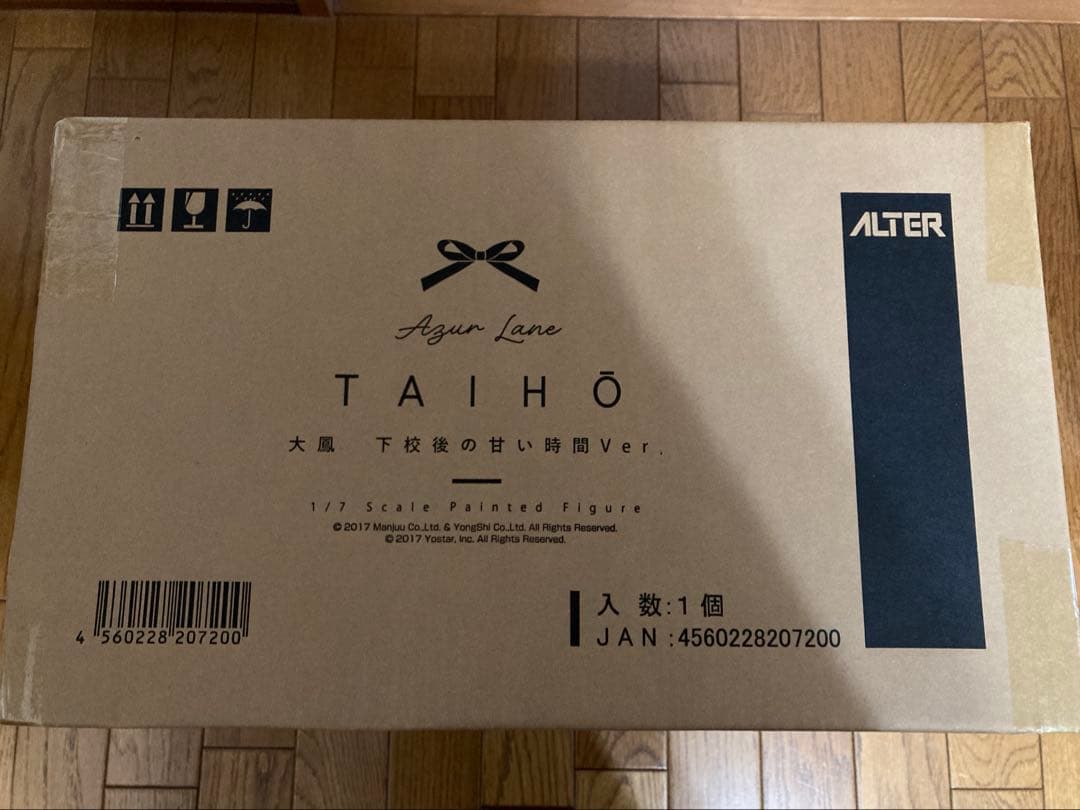 ALTER
Azur Lane
TAIHŌ
大鳳　下校後の甘い時間Ver.
1/7 Scale Painted Figure
© 2017 Manjuu Co.,Ltd. & YongShi Co.,Ltd. All Rights Reserved.
© 2017 Yostar, Inc. All Rights Reserved.
4 560228 207200
入数:1個
JAN:4560228207200